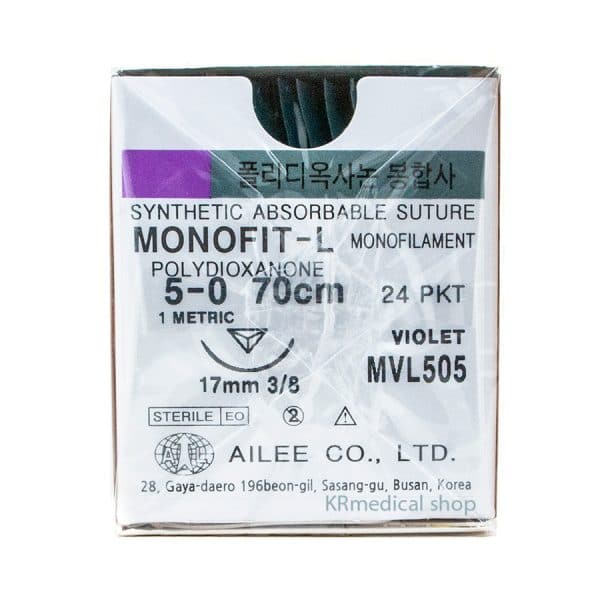 폴리디옥사논 봉합사
SYNTHETIC ABSORBABLE SUTURE
MONOFIT-L MONOFILAMENT
POLYDIOXANONE
5-0 70cm 24 PKT
1 METRIC
VIOLET
17mm 3/8 MVL505
STERILE EO 2
AILEE CO., LTD.
28, Gaya-daero 196beon-gil, Sasang-gu, Busan, Korea
KRmedical shop